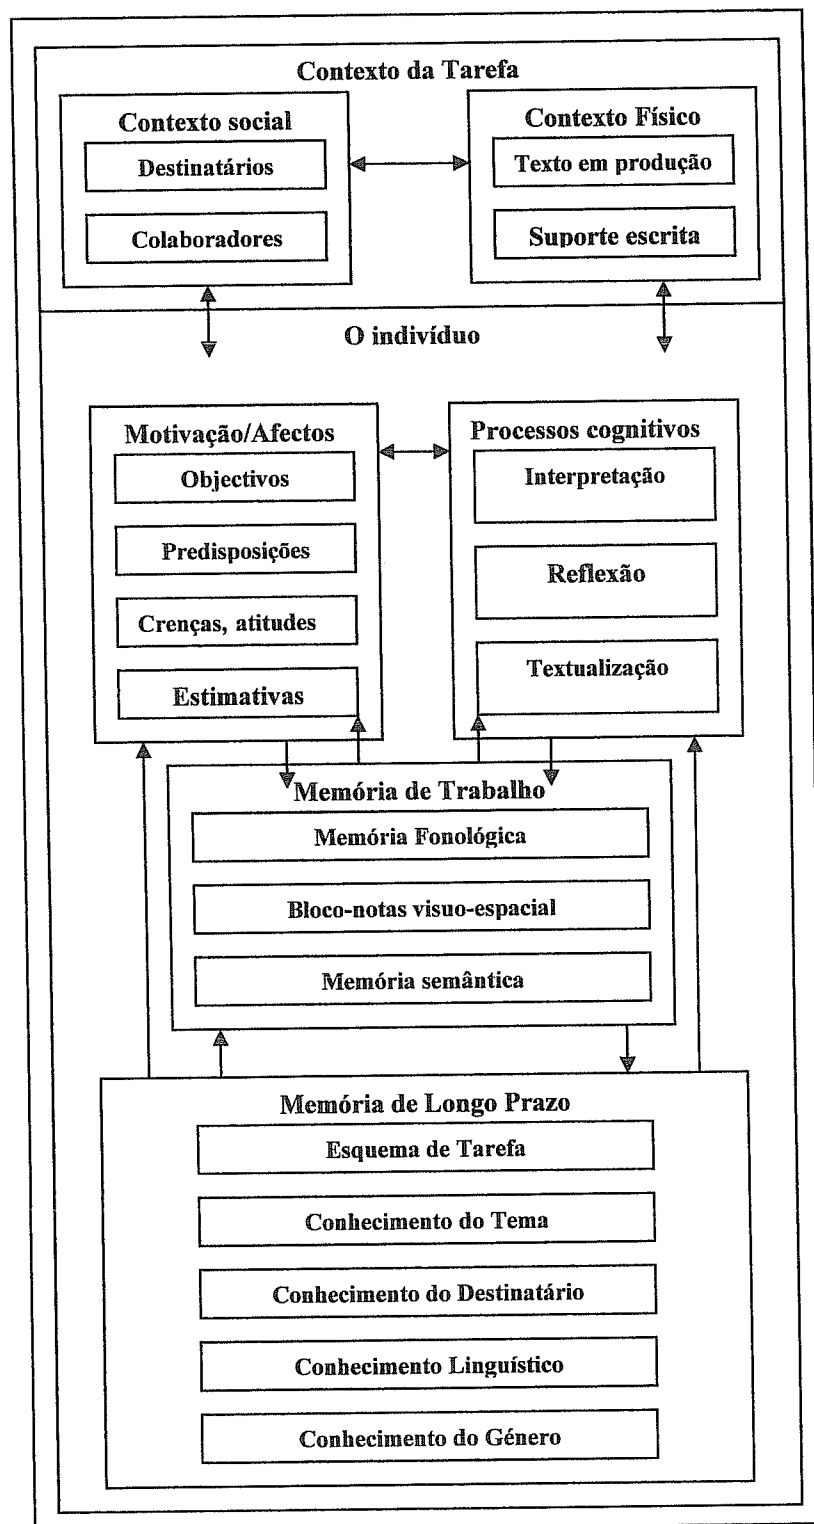 Contexto da Tarefa
Contexto social
Destinatários
Colaboradores
Contexto Físico
Texto em produção
Suporte escrita
O indivíduo
Motivação/Afectos
Objectivos
Predisposições
Crenças, atitudes
Estimativas
Processos cognitivos
Interpretação
Reflexão
Textualização
Memória de Trabalho
Memória Fonológica
Bloco-notas visuo-espacial
Memória semântica
Memória de Longo Prazo
Esquema de Tarefa
Conhecimento do Tema
Conhecimento do Destinatário
Conhecimento Linguístico
Conhecimento do Género